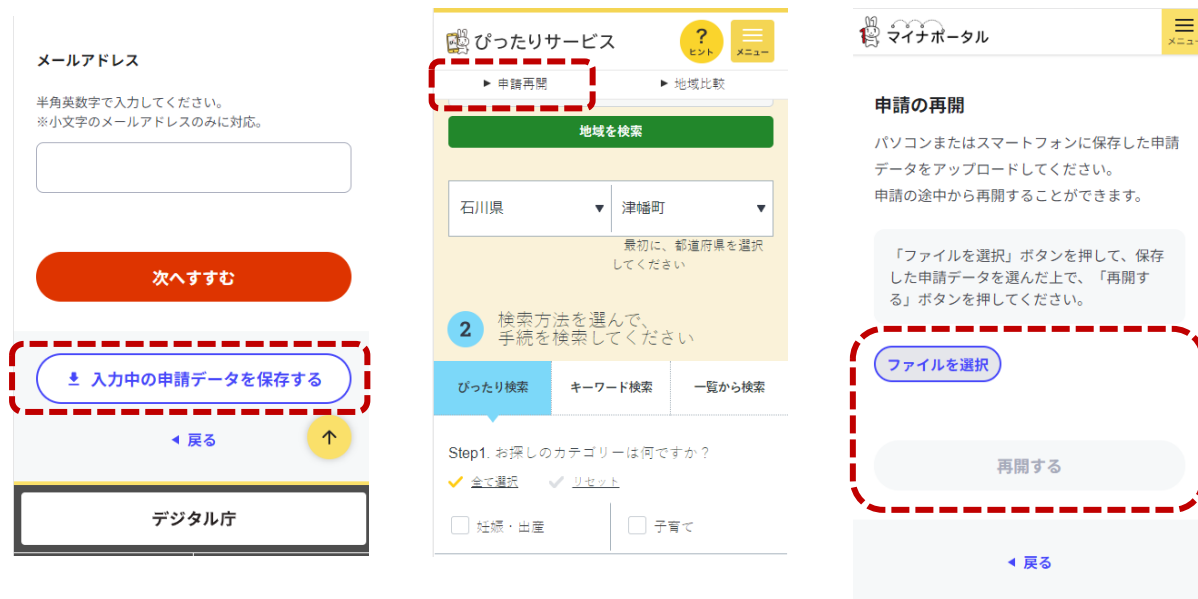 メールアドレス
半角英数字で入力してください。
※小文字のメールアドレスのみに対応。
次へすすむ
入力中の申請データを保存する
戻る
デジタル庁
ぴったりサービス
?
ヒント
メニュー
▶ 申請再開
▶ 地域比較
地域を検索
石川県 ▼
津幡町 ▼
最初に、都道府県を選択
してください
2
検索方法を選んで、
手続を検索してください
ぴったり検索
キーワード検索
一覧から検索
Step1. お探しのカテゴリーは何ですか？
全て選択
リセット
妊娠・出産
子育て
マイナポータル
メニュー
申請の再開
パソコンまたはスマートフォンに保存した申請
データをアップロードしてください。
申請の途中から再開することができます。
「ファイルを選択」ボタンを押して、保存
した申請データを選んだ上で、「再開す
る」ボタンを押してください。
ファイルを選択
再開する
戻る